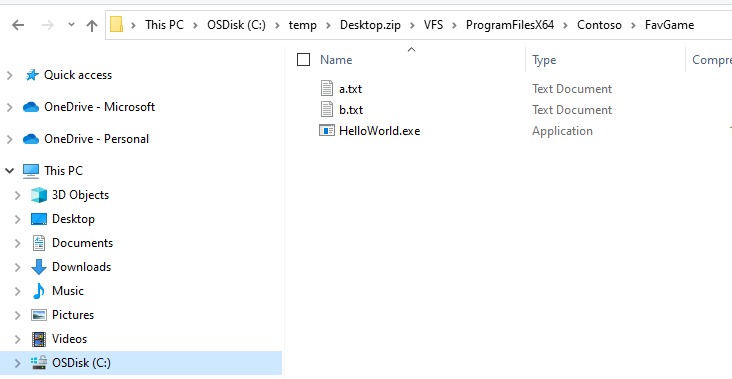 This PC > OSDisk (C:) > temp > Desktop.zip > VFS > ProgramFilesX64 > Contoso > FavGame
Name Type Compre
Quick access
a.txt Text Document
b.txt Text Document
OneDrive - Microsoft
HelloWorld.exe Application
OneDrive - Personal
This PC
3D Objects
Desktop
Documents
Downloads
Music
Pictures
Videos
OSDisk (C:)